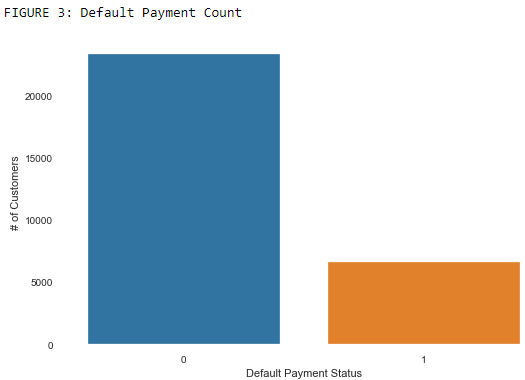 FIGURE 3: Default Payment Count
20000
15000
# of Customers
10000
5000
0
0 1
Default Payment Status